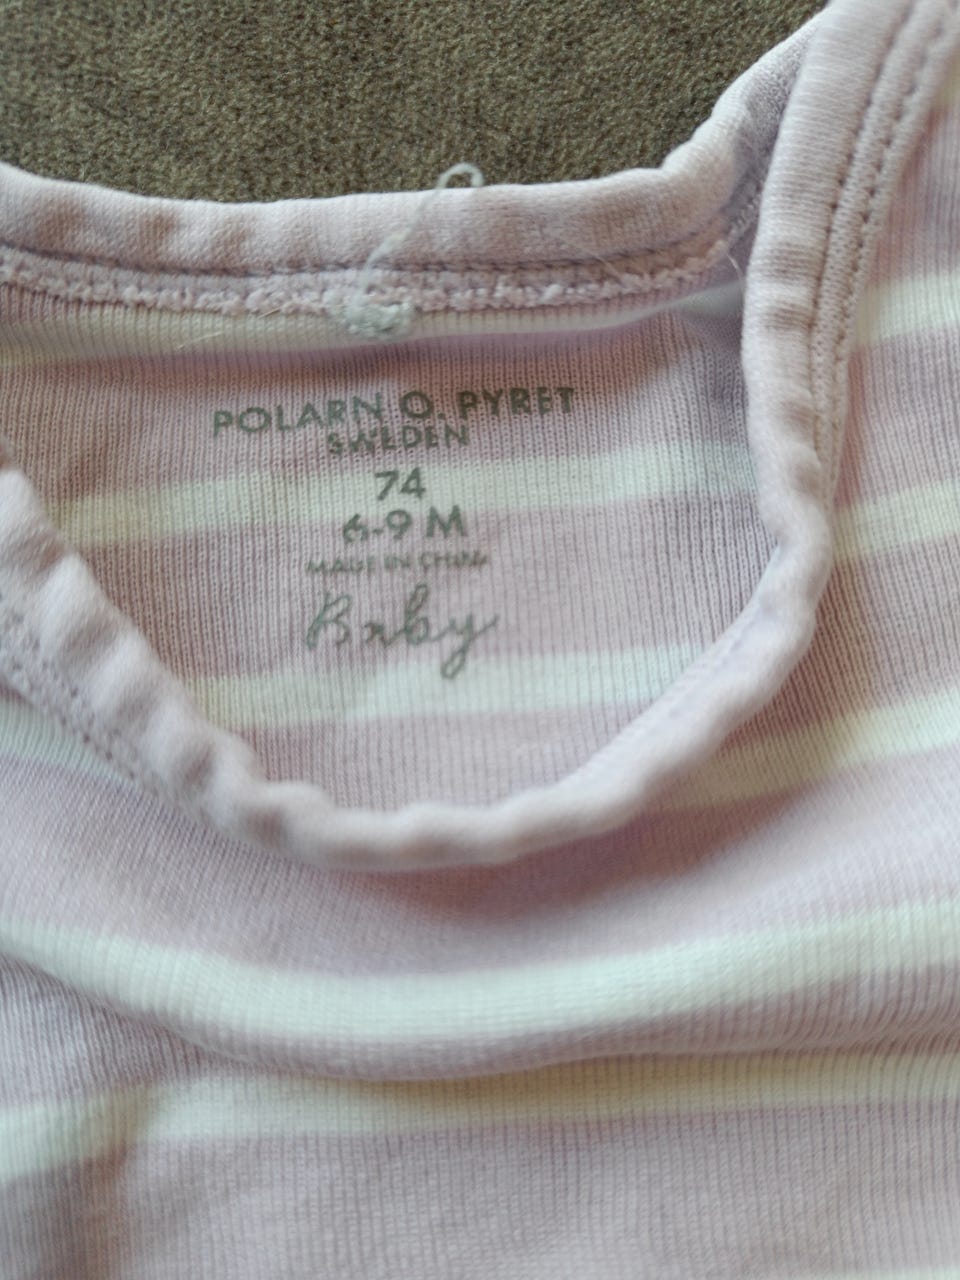 POLARN O. PYRET
SWEDEN
74
6-9 M
MADE IN CHINA
Baby